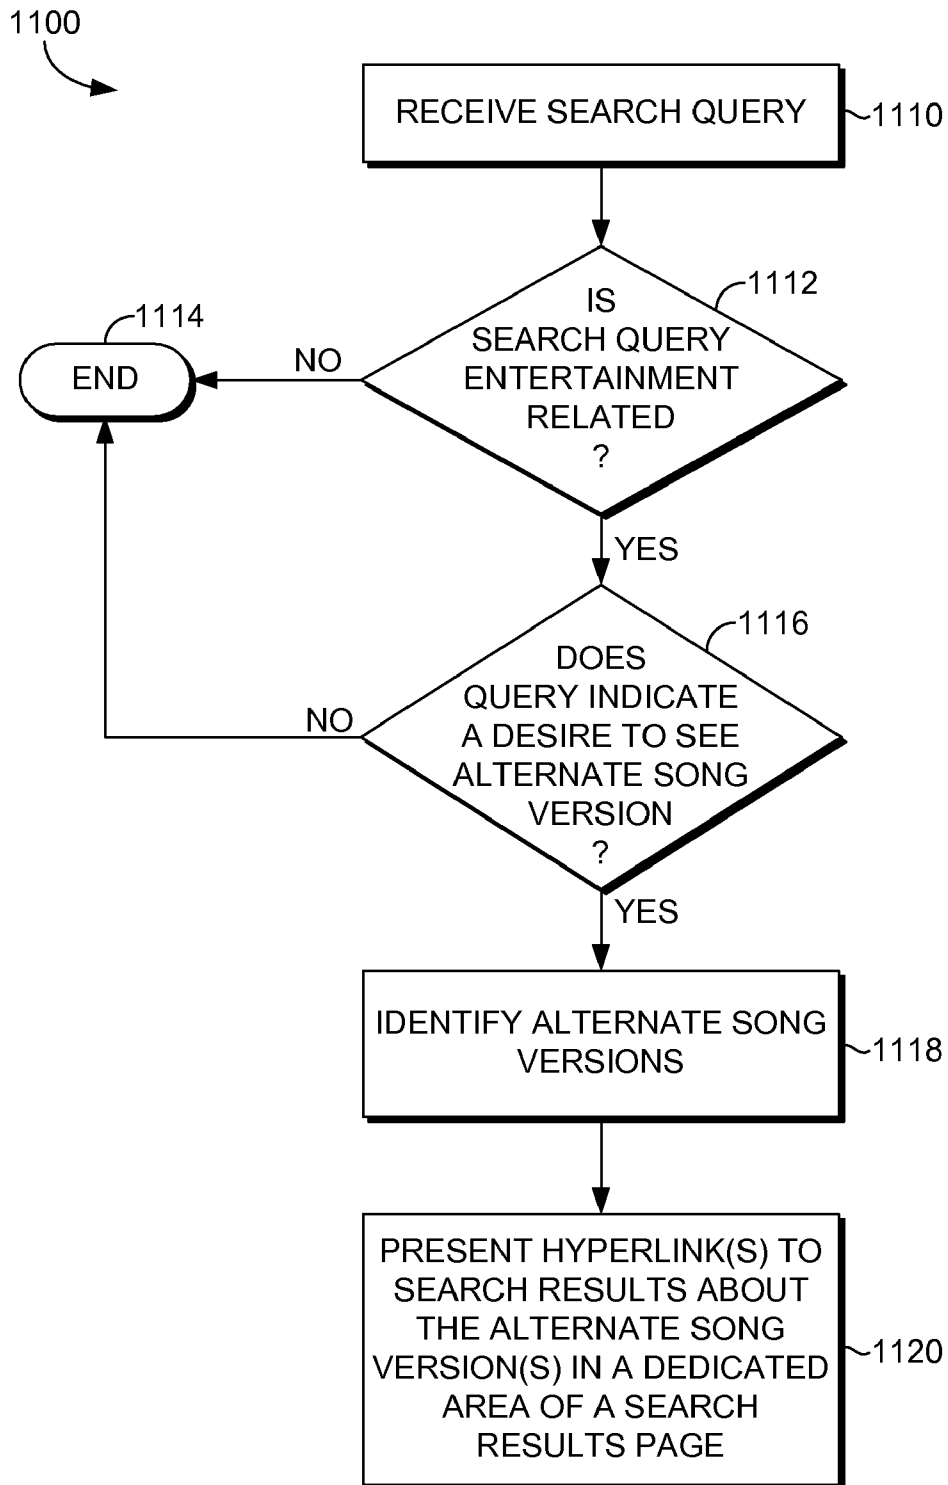 1100
RECEIVE SEARCH QUERY
1110
1112
IS
SEARCH QUERY
ENTERTAINMENT
RELATED
?
1114
END
NO
YES
1116
DOES
QUERY INDICATE
A DESIRE TO SEE
ALTERNATE SONG
VERSION
?
NO
YES
IDENTIFY ALTERNATE SONG
VERSIONS
1118
PRESENT HYPERLINK(S) TO
SEARCH RESULTS ABOUT
THE ALTERNATE SONG
VERSION(S) IN A DEDICATED
AREA OF A SEARCH
RESULTS PAGE
1120